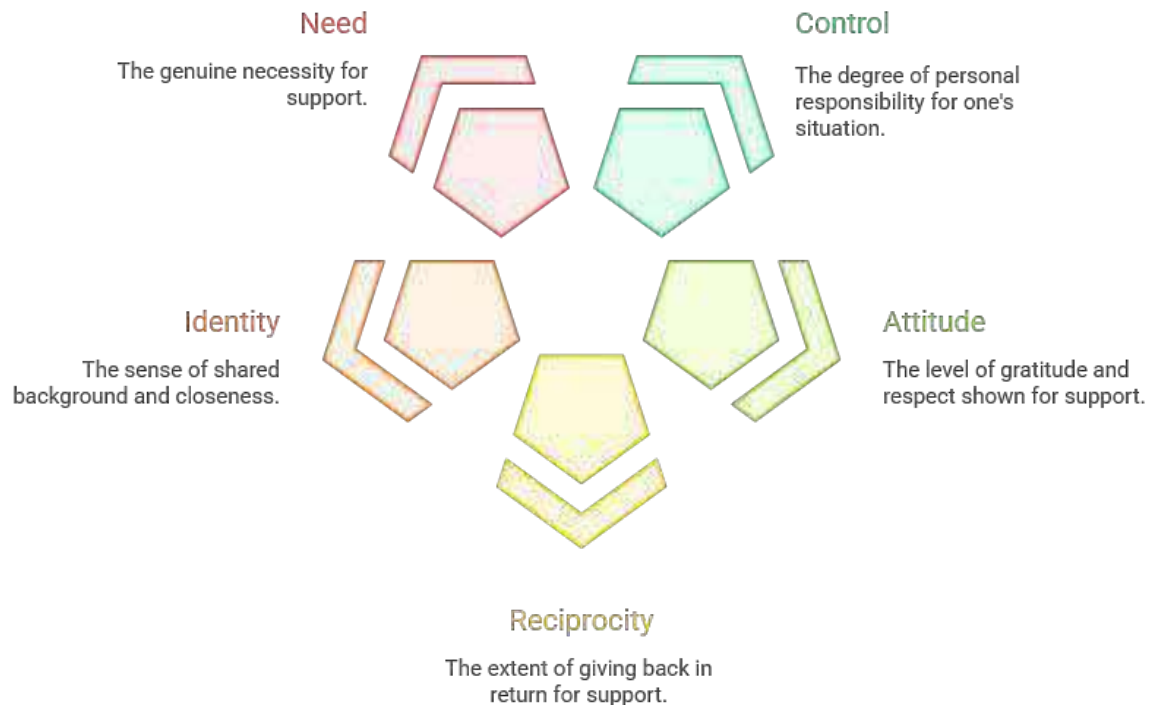 Need
The genuine necessity for
support.
Control
The degree of personal
responsibility for one's
situation.
Identity
The sense of shared
background and closeness.
Attitude
The level of gratitude and
respect shown for support.
Reciprocity
The extent of giving back in
return for support.